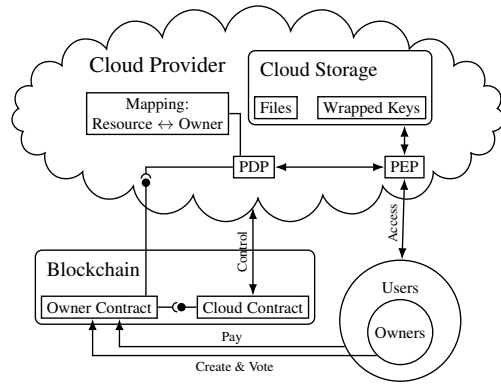 Cloud Provider
Cloud Storage
Files
Wrapped Keys
Mapping:
Resource ↔ Owner
PDP
PEP
Control
Access
Blockchain
Owner Contract
Cloud Contract
Users
Owners
Pay
Create & Vote